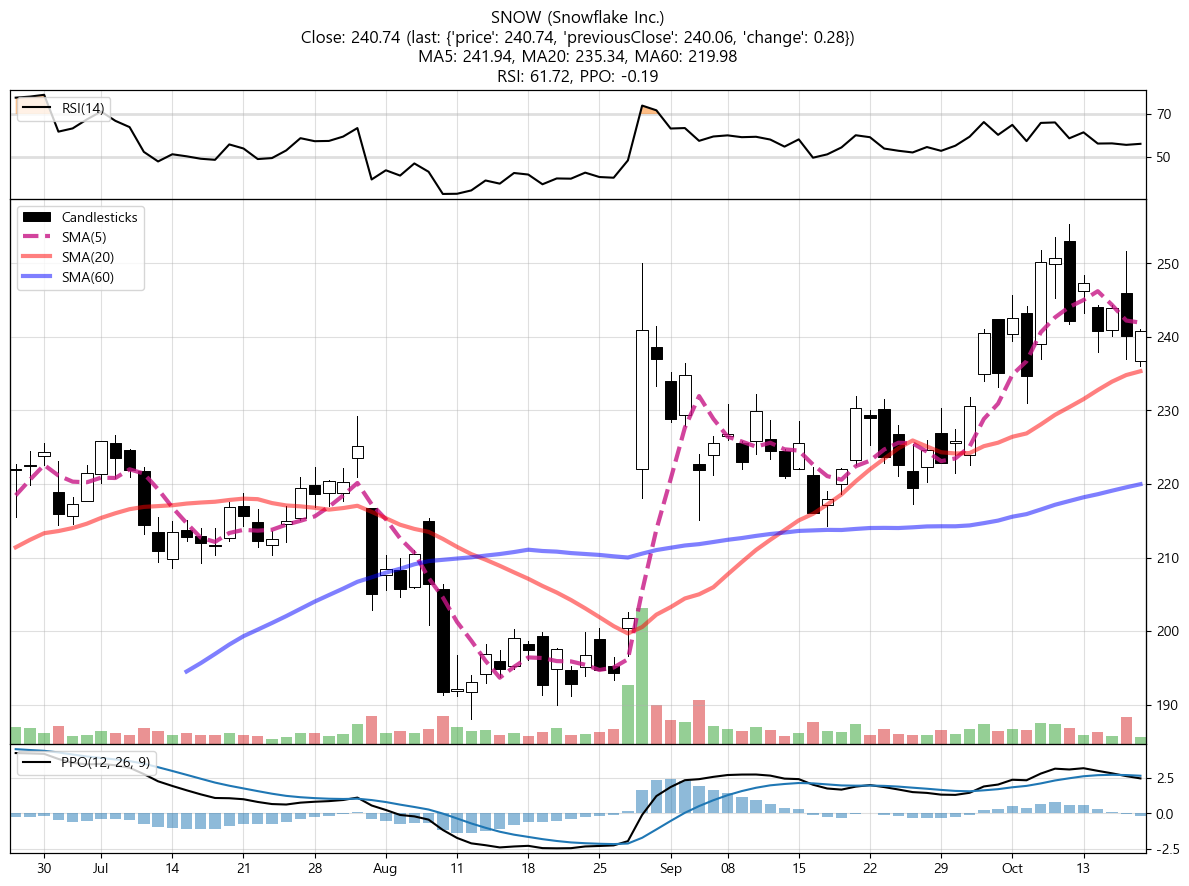 SNOW (Snowflake Inc.)
Close: 240.74 (last: {'price': 240.74, 'previousClose': 240.06, 'change': 0.28})
MA5: 241.94, MA20: 235.34, MA60: 219.98
RSI: 61.72, PPO: -0.19
RSI(14)
70
50
Candlesticks
SMA(5)
SMA(20)
SMA(60)
250
240
230
220
210
200
190
PPO(12, 26, 9)
2.5
0.0
−2.5
30 Jul 14 21 28 Aug 11 18 25 Sep 08 15 22 29 Oct 13